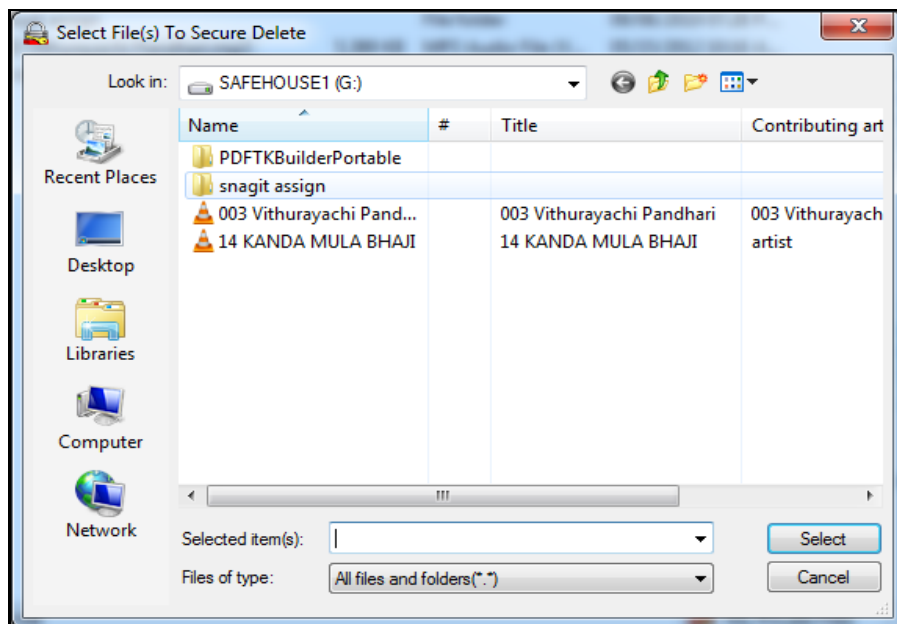 Select File(s) To Secure Delete
Look in: SAFEHOUSE1 (G:)
Recent Places
Desktop
Libraries
Computer
Network
Name # Title Contributing art
PDFTKBuilderPortable
snagit assign
003 Vithurayachi Pand... 003 Vithurayachi Pandhari 003 Vithurayach
14 KANDA MULA BHAJI 14 KANDA MULA BHAJI artist
Selected item(s): Select
Files of type: All files and folders(*.*) Cancel